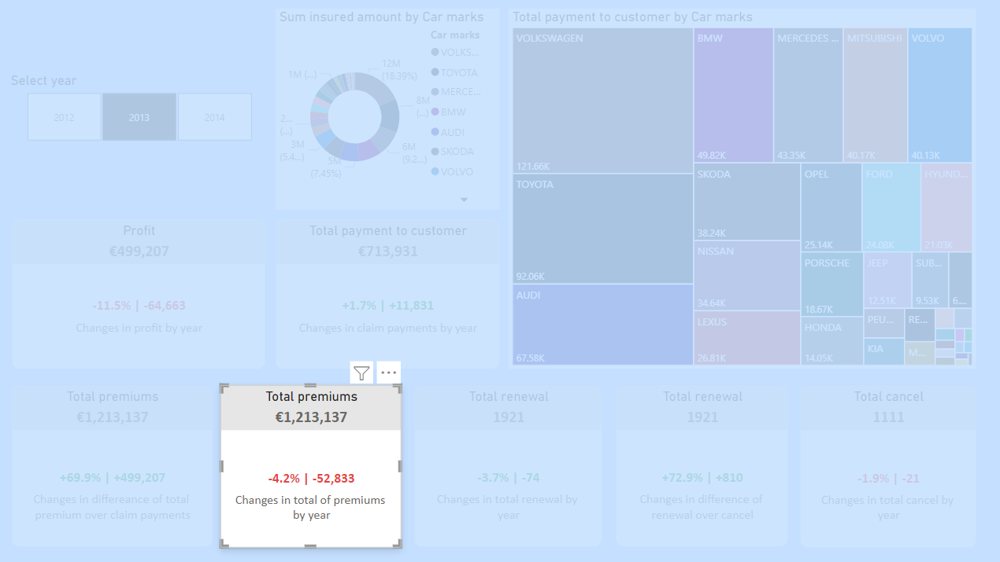 Sum insured amount by Car marks
Car marks
VOLKS...
TOYOTA
MERCE...
BMW
AUDI
SKODA
VOLVO
12M
(18.39%)
8M
(...)
6M
(9.2...)
5M
(7.45%)
3M
(5.4...)
2...
(...)
1M (...)
Select year
2012
2013
2014
Total payment to customer by Car marks
VOLKSWAGEN
121.66K
TOYOTA
92.06K
AUDI
67.58K
BMW
49.82K
MERCEDES ...
43.35K
MITSUBISHI
40.17K
VOLVO
40.13K
SKODA
38.24K
NISSAN
34.64K
LEXUS
26.81K
OPEL
25.14K
FORD
24.08K
HYUND...
21.03K
PORSCHE
18.67K
HONDA
14.05K
JEEP
12.51K
SUB...
9.53K
6....
PEU...
RE...
KIA
M...
Profit
€499,207
-11.5% | -64,663
Changes in profit by year
Total payment to customer
€713,931
+1.7% | +11,831
Changes in claim payments by year
Total premiums
€1,213,137
+69.9% | +499,207
Changes in differeance of total
premium over claim payments
Total premiums
€1,213,137
-4.2% | -52,833
Changes in total of premiums
by year
Total renewal
1921
-3.7% | -74
Changes in total renewal by
year
Total renewal
1921
+72.9% | +810
Changes in difference of
renewal over cancel
Total cancel
1111
-1.9% | -21
Changes in total cancel by
year